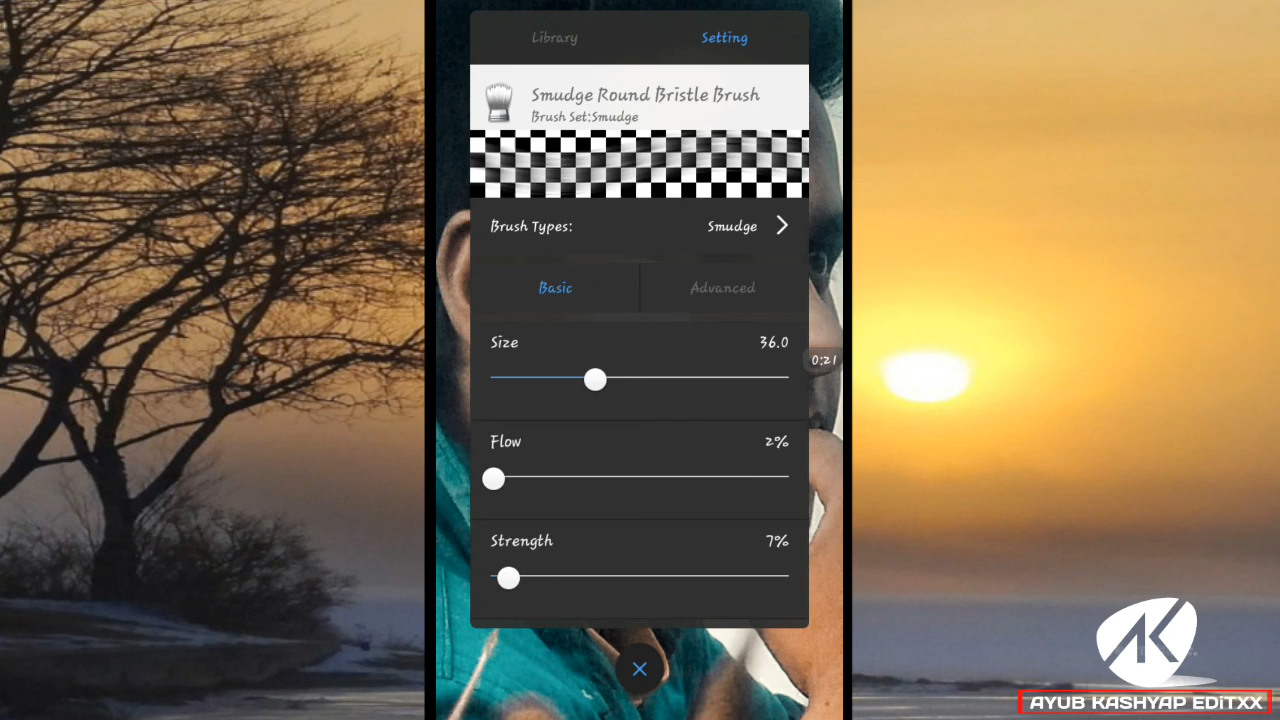 Library
Setting
Smudge Round Bristle Brush
Brush Set:Smudge
Brush Types:
Smudge
Basic
Advanced
Size
36.0
0:21
Flow
2%
Strength
7%
AK
AYUB KASHYAP EDiTXX